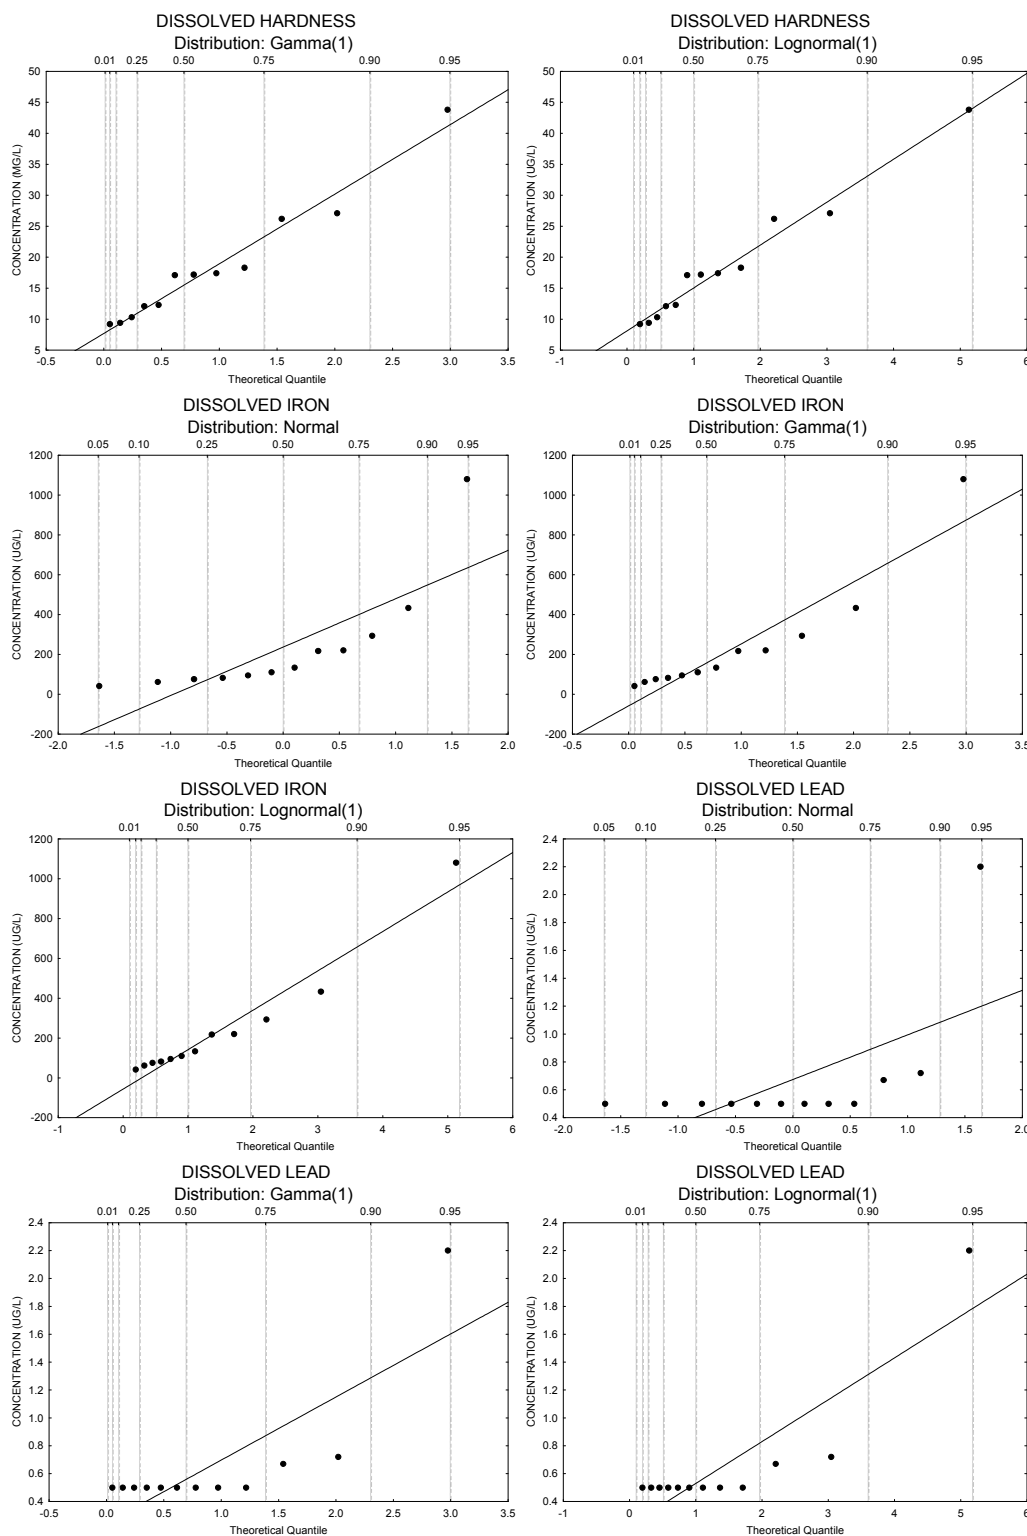 DISSOLVED HARDNESS
Distribution: Gamma(1)
0.01 0.25 0.50 0.75 0.90 0.95
CONCENTRATION (MG/L)
50
45
40
35
30
25
20
15
10
5
-0.5 0.0 0.5 1.0 1.5 2.0 2.5 3.0 3.5
Theoretical Quantile
DISSOLVED HARDNESS
Distribution: Lognormal(1)
0.01 0.50 0.75 0.90 0.95
CONCENTRATION (UG/L)
50
45
40
35
30
25
20
15
10
5
-1 0 1 2 3 4 5 6
Theoretical Quantile
DISSOLVED IRON
Distribution: Normal
0.05 0.10 0.25 0.50 0.75 0.90 0.95
CONCENTRATION (UG/L)
1200
1000
800
600
400
200
0
-200
-2.0 -1.5 -1.0 -0.5 0.0 0.5 1.0 1.5 2.0
Theoretical Quantile
DISSOLVED IRON
Distribution: Gamma(1)
0.01 0.25 0.50 0.75 0.90 0.95
CONCENTRATION (UG/L)
1200
1000
800
600
400
200
0
-200
-0.5 0.0 0.5 1.0 1.5 2.0 2.5 3.0 3.5
Theoretical Quantile
DISSOLVED IRON
Distribution: Lognormal(1)
0.01 0.50 0.75 0.90 0.95
CONCENTRATION (UG/L)
1200
1000
800
600
400
200
0
-200
-1 0 1 2 3 4 5 6
Theoretical Quantile
DISSOLVED LEAD
Distribution: Normal
0.05 0.10 0.25 0.50 0.75 0.90 0.95
CONCENTRATION (UG/L)
2.4
2.2
2.0
1.8
1.6
1.4
1.2
1.0
0.8
0.6
0.4
-2.0 -1.5 -1.0 -0.5 0.0 0.5 1.0 1.5 2.0
Theoretical Quantile
DISSOLVED LEAD
Distribution: Gamma(1)
0.01 0.25 0.50 0.75 0.90 0.95
CONCENTRATION (UG/L)
2.4
2.2
2.0
1.8
1.6
1.4
1.2
1.0
0.8
0.6
0.4
-0.5 0.0 0.5 1.0 1.5 2.0 2.5 3.0 3.5
Theoretical Quantile
DISSOLVED LEAD
Distribution: Lognormal(1)
0.01 0.50 0.75 0.90 0.95
CONCENTRATION (UG/L)
2.4
2.2
2.0
1.8
1.6
1.4
1.2
1.0
0.8
0.6
0.4
-1 0 1 2 3 4 5 6
Theoretical Quantile